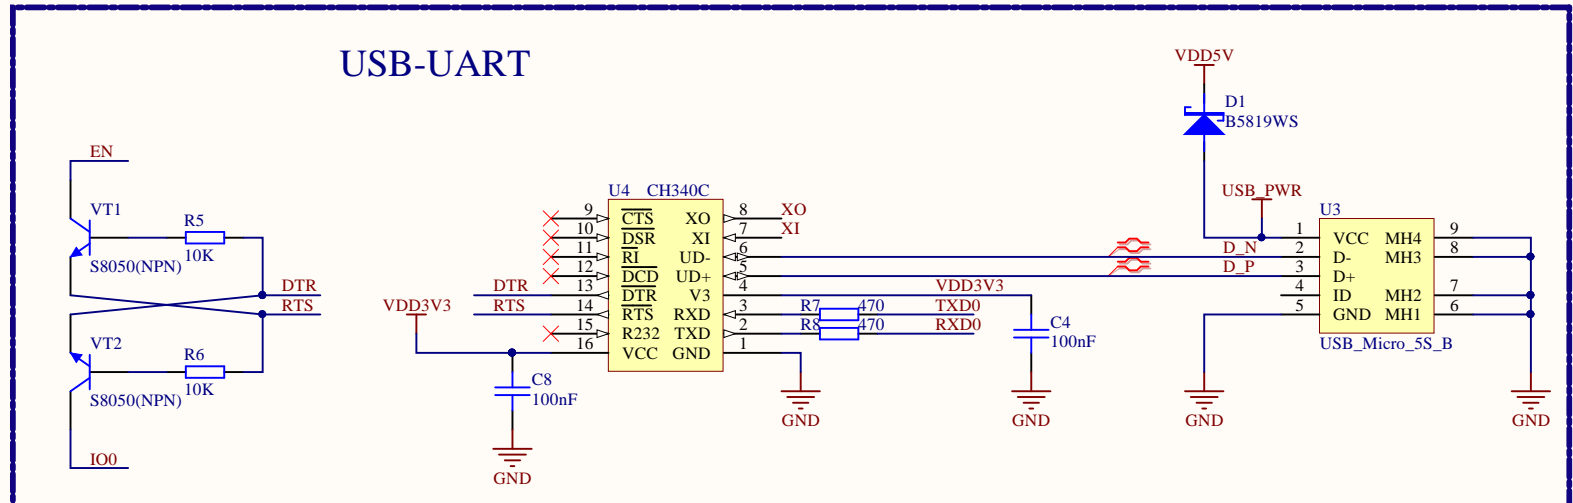 USB-UART
VDD5V
D1
B5819WS
EN
VT1
R5
10K
S8050(NPN)
DTR
RTS
VT2
R6
10K
S8050(NPN)
IO0
U4 CH340C
9 CTS XO 8 XO
10 DSR XI 7 XI
11 RI UD- 6
12 DCD UD+ 5
DTR 13 DTR V3 4 VDD3V3
RTS 14 RTS RXD 3 R7 470 TXD0
15 R232 TXD 2 R8 470 RXD0
16 VCC GND 1
VDD3V3
C8
100nF
GND
GND
C4
100nF
GND
USB_PWR
U3
1 VCC MH4 9
D_N 2 D- MH3 8
D_P 3 D+
4 ID MH2 7
5 GND MH1 6
USB_Micro_5S_B
GND
GND